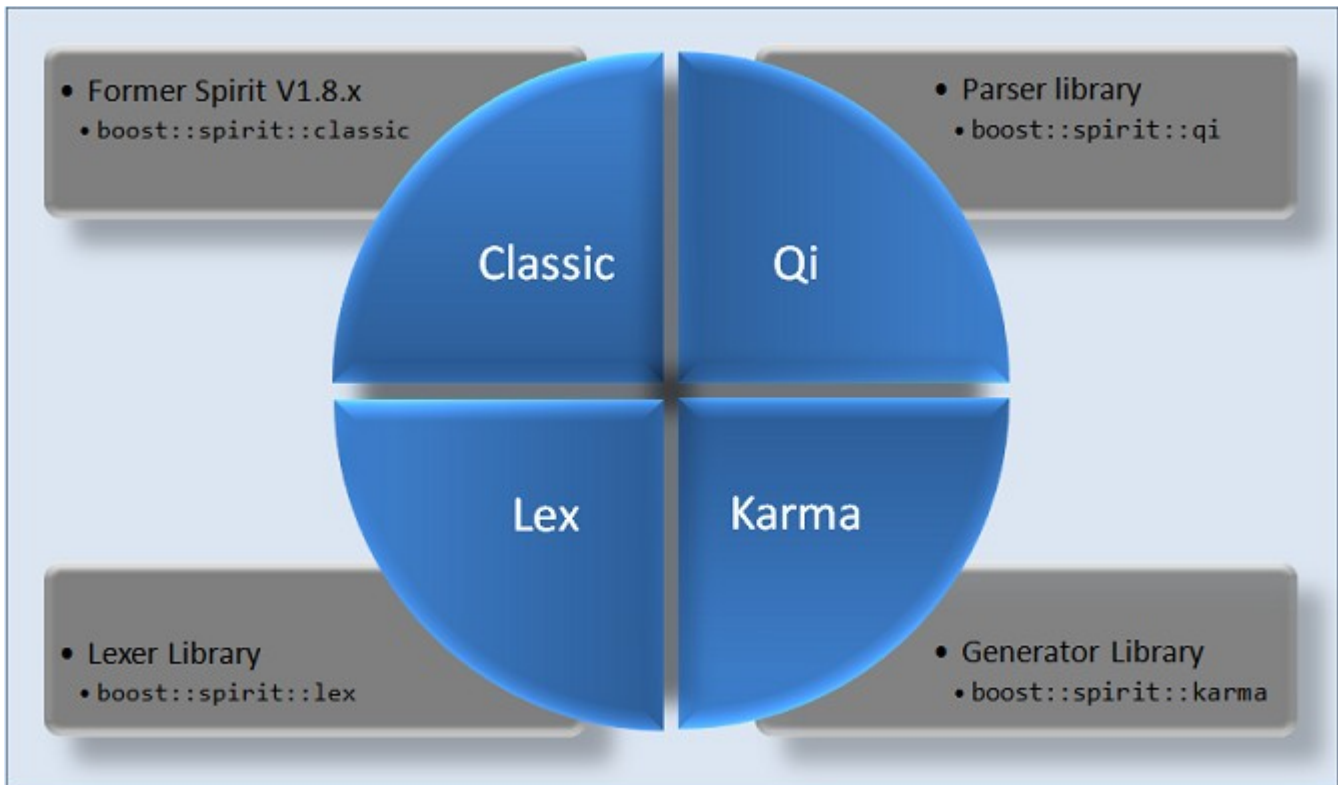 • Former Spirit V1.8.x
• boost::spirit::classic
• Parser library
• boost::spirit::qi
Classic
Qi
Lex
Karma
• Lexer Library
• boost::spirit::lex
• Generator Library
• boost::spirit::karma